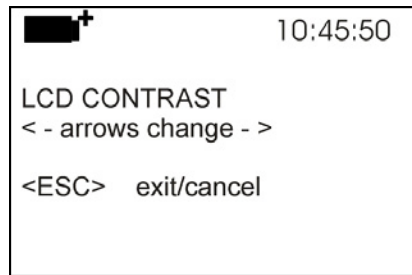 10:45:50
LCD CONTRAST
< - arrows change - >
<ESC> exit/cancel